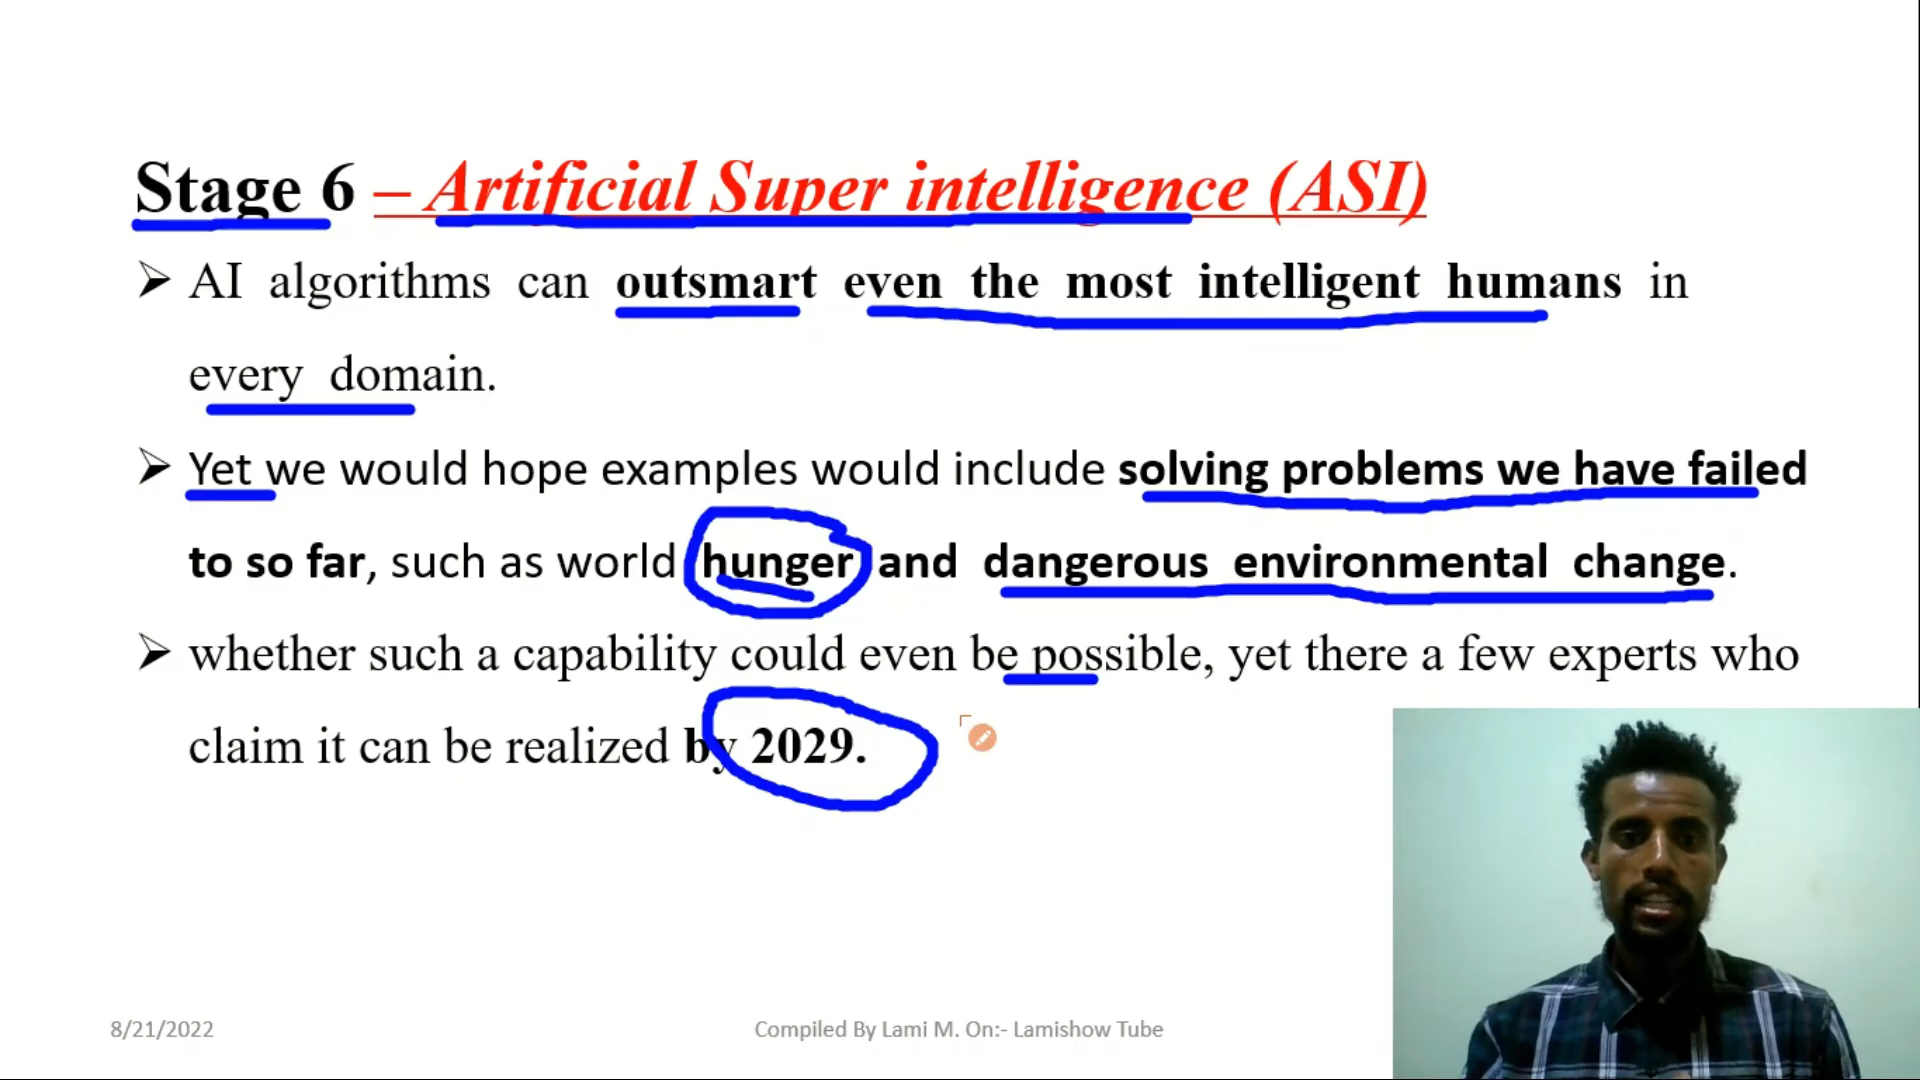 Stage 6 – Artificial Super intelligence (ASI)
➢ AI algorithms can outsmart even the most intelligent humans in
every domain.
➢ Yet we would hope examples would include solving problems we have failed
to so far, such as world hunger and dangerous environmental change.
➢ whether such a capability could even be possible, yet there a few experts who
claim it can be realized by 2029.
8/21/2022
Compiled By Lami M. On:- Lamishow Tube